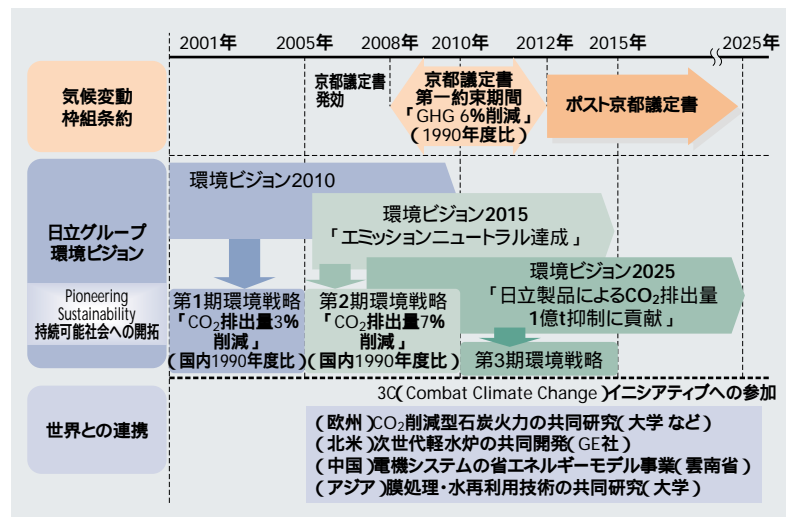 2001年 2005年 2008年 2010年 2012年 2015年 2025年
気候変動
枠組条約
京都議定書
発効
京都議定書
第一約束期間
「GHG 6%削減」
(1990年度比)
ポスト京都議定書
日立グループ
環境ビジョン
Pioneering
Sustainability
持続可能社会への開拓
環境ビジョン2010
環境ビジョン2015
「エミッションニュートラル達成」
環境ビジョン2025
「日立製品によるCO₂排出量
1億t抑制に貢献」
第1期環境戦略
「CO₂排出量3%
削減」
(国内1990年度比)
第2期環境戦略
「CO₂排出量7%
削減」
(国内1990年度比)
第3期環境戦略
世界との連携
3C(Combat Climate Change)イニシアティブへの参加
(欧州)CO₂削減型石炭火力の共同研究(大学 など)
(北米)次世代軽水炉の共同開発(GE社)
(中国)電機システムの省エネルギーモデル事業(雲南省)
(アジア)膜処理・水再利用技術の共同研究(大学)